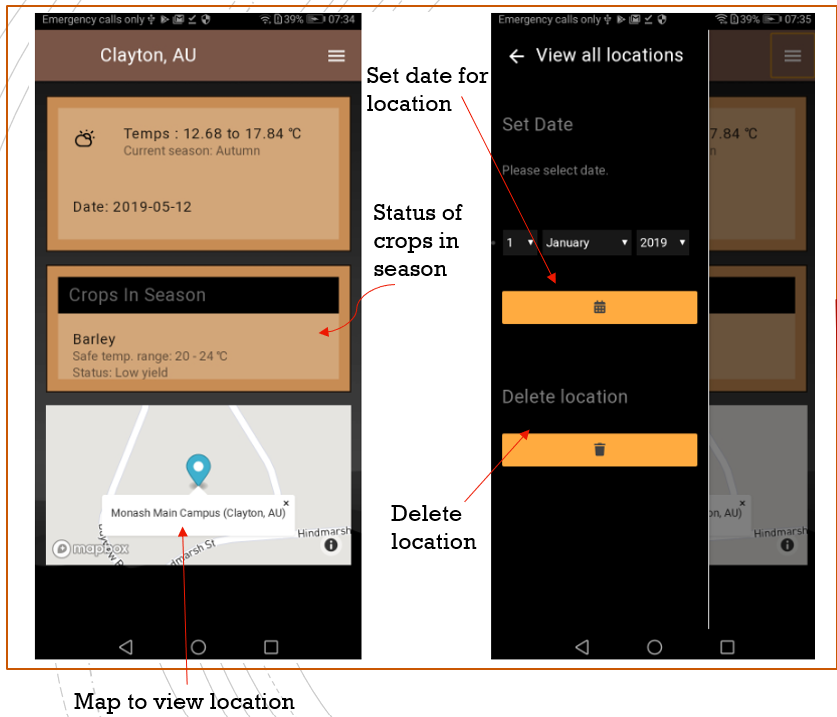 Emergency calls only
39%
07:34
Clayton, AU
Temps : 12.68 to 17.84 °C
Current season: Autumn
Date: 2019-05-12
Crops In Season
Barley
Safe temp. range: 20 - 24 °C
Status: Low yield
Monash Main Campus (Clayton, AU)
×
Hindmarsh
dmarsh St
mapbox
Map to view location
Set date for
location
Status of
crops in
season
Delete
location
Emergency calls only
39%
07:35
← View all locations
Set Date
Please select date.
1 January 2019
Delete location
7.84 °C
n
on, AU)
Hindmarsh